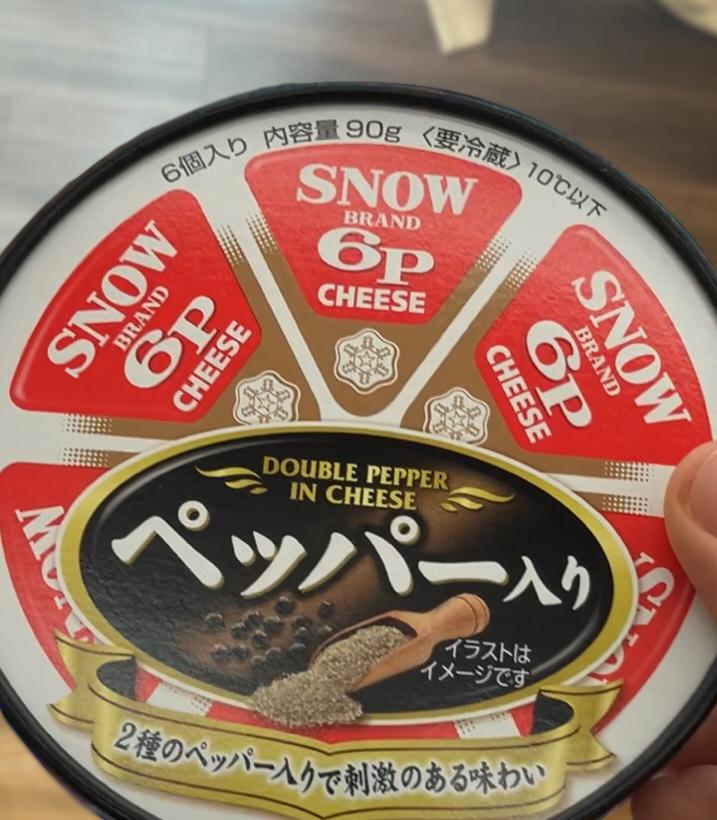 6個入り 内容量 90g 〈要冷蔵〉10℃以下
SNOW
BRAND
6P
CHEESE
SNOW
BRAND
6P
CHEESE
SNOW
BRAND
6P
CHEESE
DOUBLE PEPPER
IN CHEESE
ペッパー入り
イラストは
イメージです
SNOW
SNOW
2種のペッパー入りで刺激のある味わい